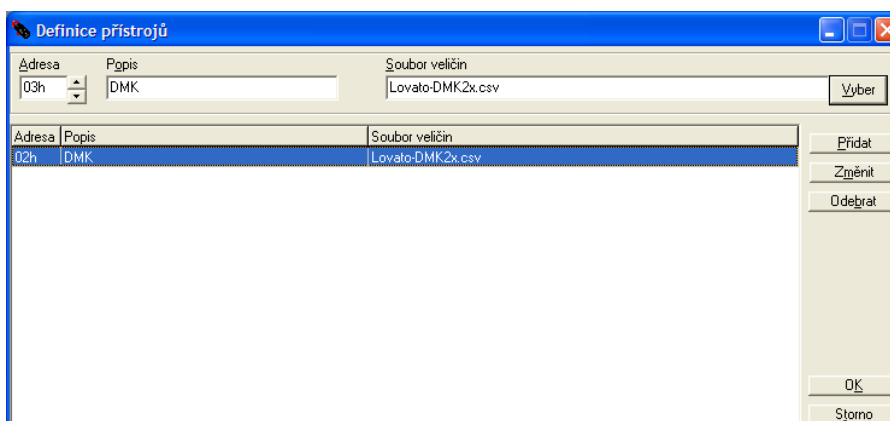 Definice přístrojů
Adresa Popis Soubor veličin
03h DMK Lovato-DMK2x.csv Vyber
Adresa Popis Soubor veličin
02h DMK Lovato-DMK2x.csv
Přidat
Změnit
Odebrat
OK
Storno